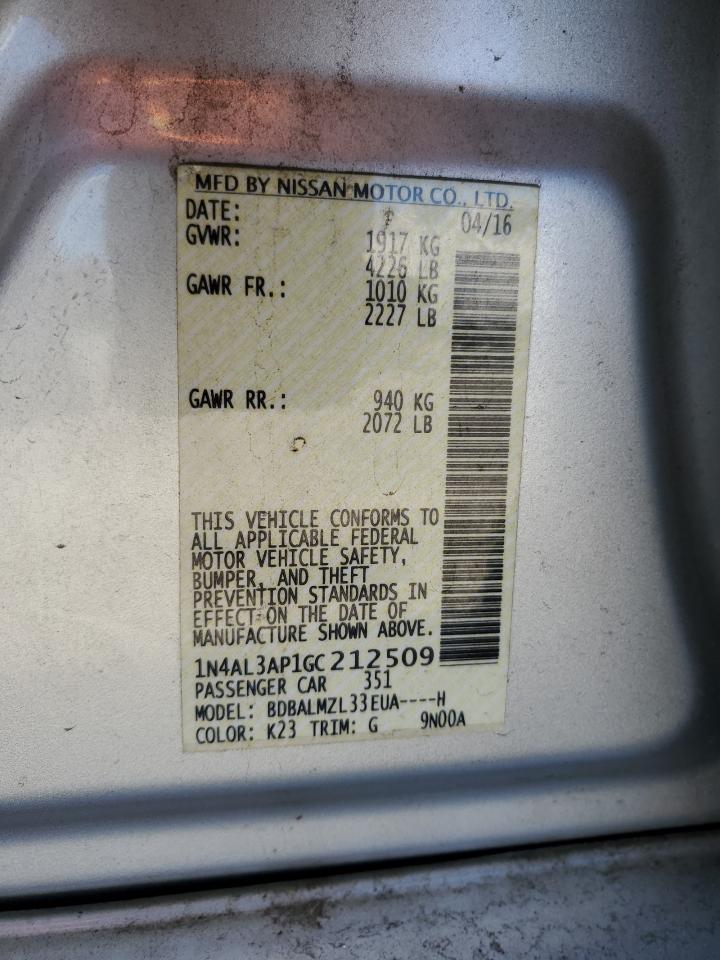 MFD BY NISSAN MOTOR CO., LTD.
DATE: 04/16
GVWR: 1917 KG
4226 LB
GAWR FR.: 1010 KG
2227 LB
GAWR RR.: 940 KG
2072 LB
THIS VEHICLE CONFORMS TO
ALL APPLICABLE FEDERAL
MOTOR VEHICLE SAFETY,
BUMPER, AND THEFT
PREVENTION STANDARDS IN
EFFECT ON THE DATE OF
MANUFACTURE SHOWN ABOVE.
1N4AL3AP1GC212509
PASSENGER CAR 351
MODEL: BDBALMZL33EUA----H
COLOR: K23 TRIM: G 9N00A